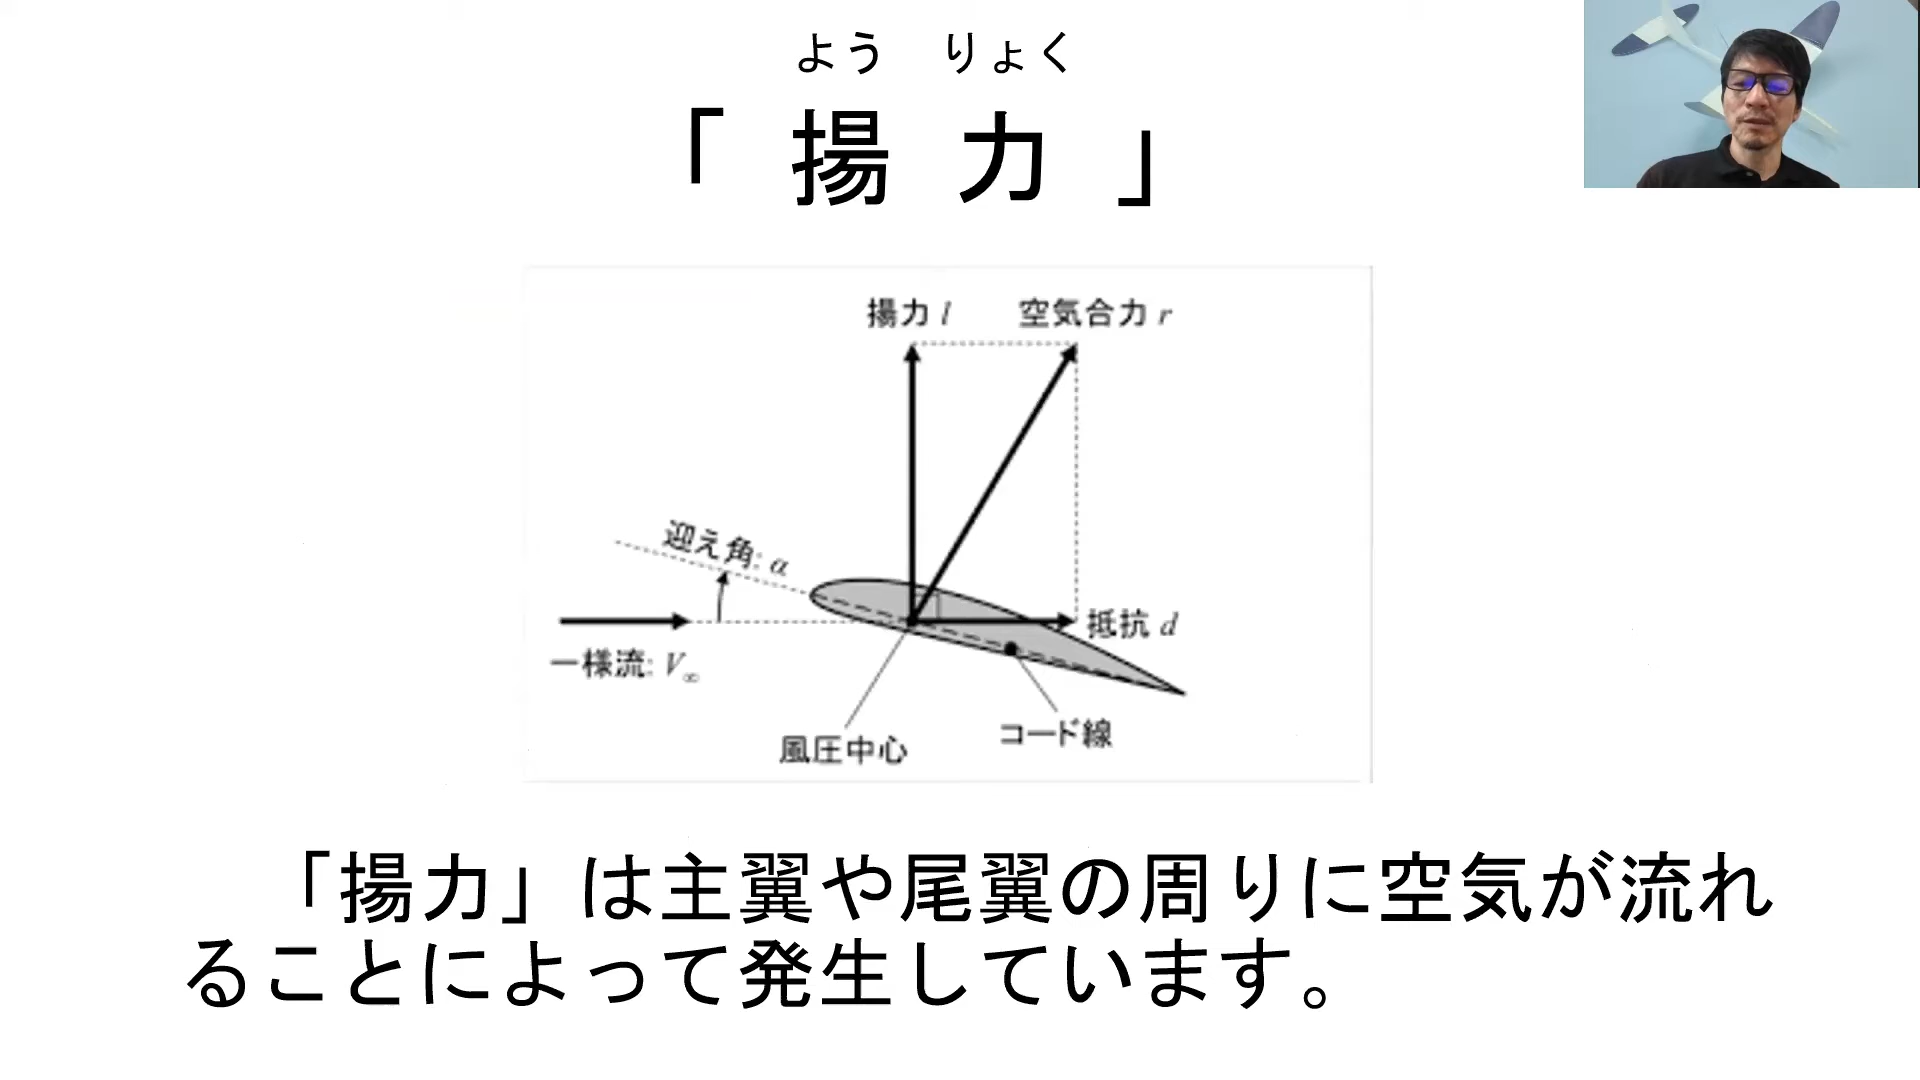 よう りょく
「 揚 力 」
揚力 l 空気合力 r
迎え角: α
抵抗 d
一様流: V∞
コード線
風圧中心
「揚力」は主翼や尾翼の周りに空気が流れ
ることによって発生しています。